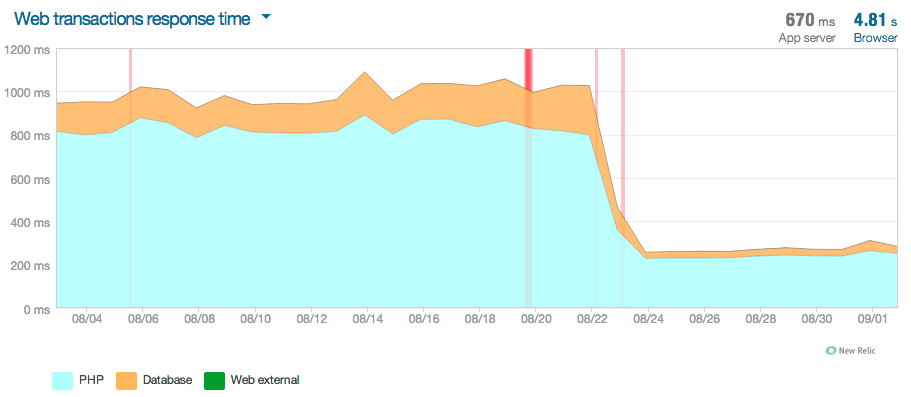 Web transactions response time
670 ms
App server
4.81 s
Browser
1200 ms
1000 ms
800 ms
600 ms
400 ms
200 ms
0 ms
08/04 08/06 08/08 08/10 08/12 08/14 08/16 08/18 08/20 08/22 08/24 08/26 08/28 08/30 09/01
New Relic
PHP Database Web external